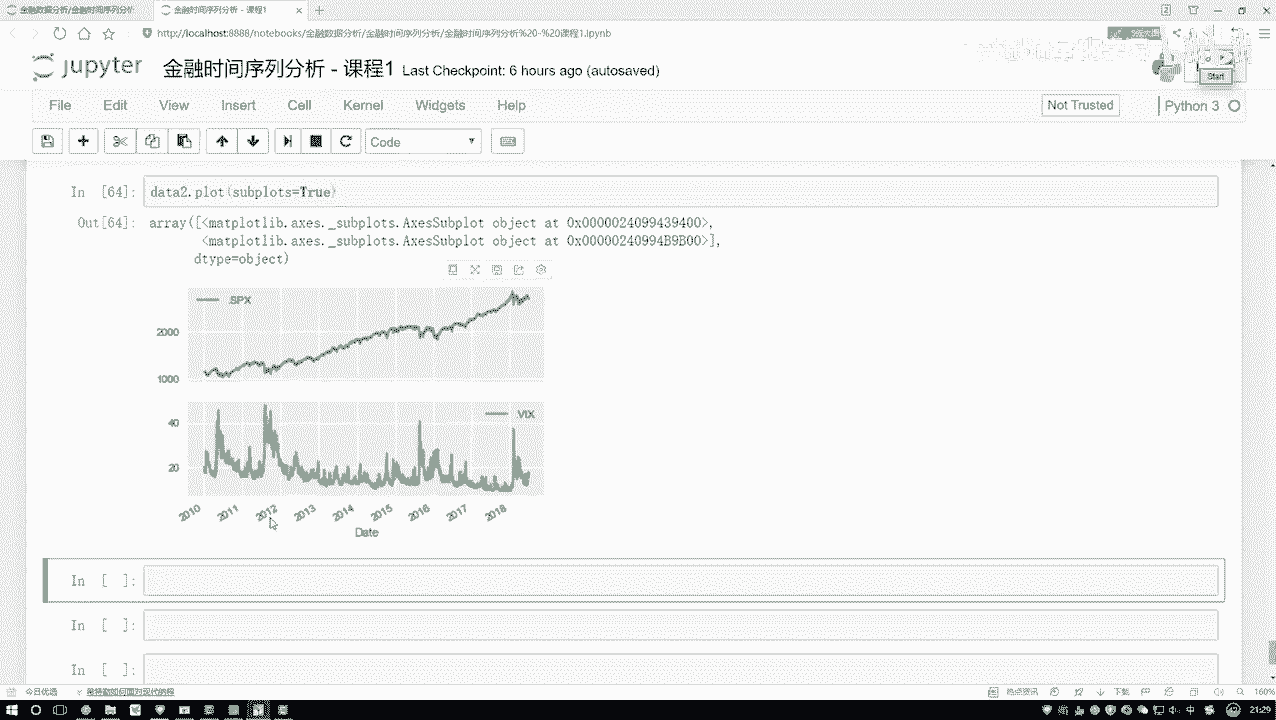 金融数据分析/金融时间序列分析
金融时间序列分析 - 课程1
http://localhost:8888/notebooks/金融数据分析/金融时间序列分析/金融时间序列分析%20-%20课程1.ipynb
jupyter 金融时间序列分析 - 课程1 Last Checkpoint: 6 hours ago (autosaved)
Start
File Edit View Insert Cell Kernel Widgets Help
Not Trusted
Python 3
Code
In [64]: data2.plot(subplots=True)
Out[64]: array([<matplotlib.axes._subplots.AxesSubplot object at 0x0000024099439400>,
<matplotlib.axes._subplots.AxesSubplot object at 0x00000240994B9B00>],
dtype=object)
.SPX
2000
1000
.VIX
40
20
2010 2011 2012 2013 2014 2015 2016 2017 2018
Date
In [ ]:
In [ ]:
In [ ]:
今日优选
热点资讯
下载
160%
中
21:20